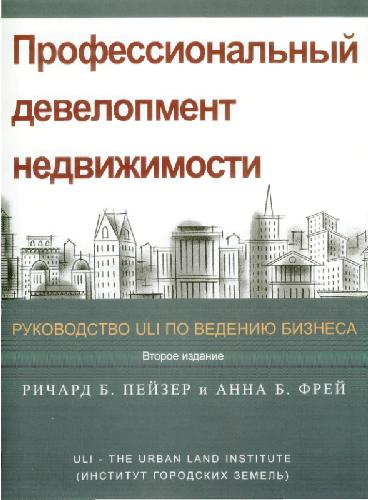 Профессиональный
девелопмент
недвижимости
РУКОВОДСТВО ULI ПО ВЕДЕНИЮ БИЗНЕСА
Второе издание
РИЧАРД Б. ПЕЙЗЕР И АННА Б. ФРЕЙ
ULI - THE URBAN LAND INSTITUTE
(ИНСТИТУТ ГОРОДСКИХ ЗЕМЕЛЬ)